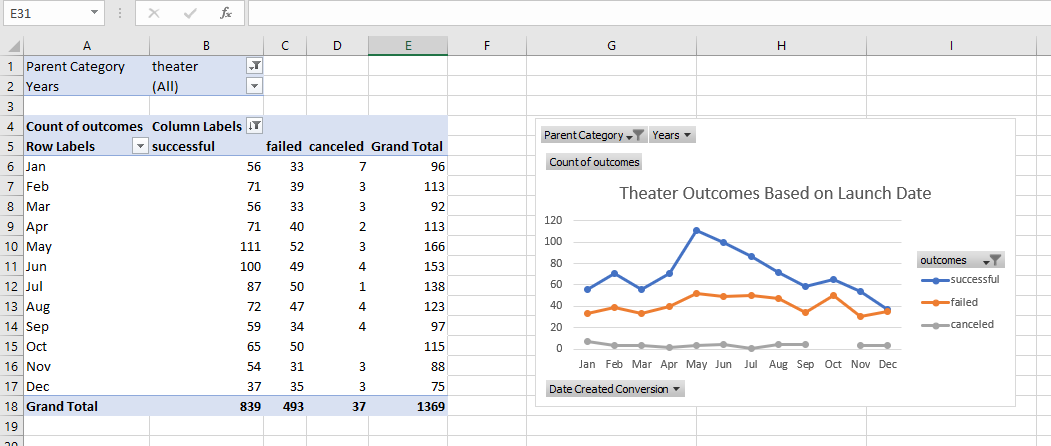 E31 fx
A B C D E F G H I
1 Parent Category theater
2 Years (All)
3
4 Count of outcomes Column Labels
5 Row Labels successful failed canceled Grand Total
6 Jan 56 33 7 96
7 Feb 71 39 3 113
8 Mar 56 33 3 92
9 Apr 71 40 2 113
10 May 111 52 3 166
11 Jun 100 49 4 153
12 Jul 87 50 1 138
13 Aug 72 47 4 123
14 Sep 59 34 4 97
15 Oct 65 50 115
16 Nov 54 31 3 88
17 Dec 37 35 3 75
18 Grand Total 839 493 37 1369
19
20
Parent Category Years
Count of outcomes
Theater Outcomes Based on Launch Date
120
100
80
60
40
20
0
Jan Feb Mar Apr May Jun Jul Aug Sep Oct Nov Dec
outcomes
successful
failed
canceled
Date Created Conversion